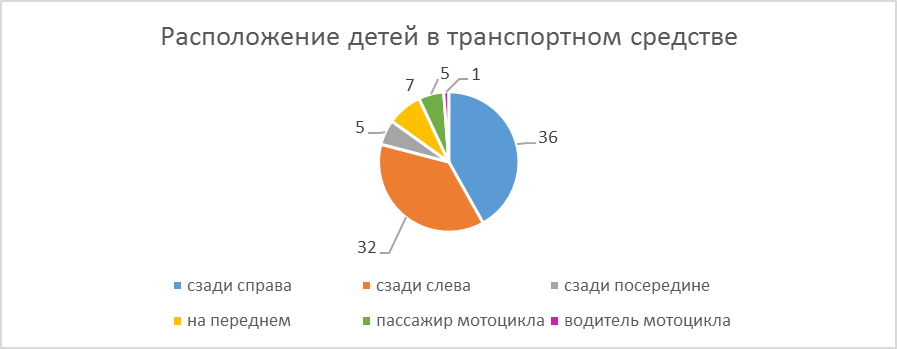 Расположение детей в транспортном средстве
5
1
7
36
5
32
сзади справа
сзади слева
сзади посередине
на переднем
пассажир мотоцикла
водитель мотоцикла